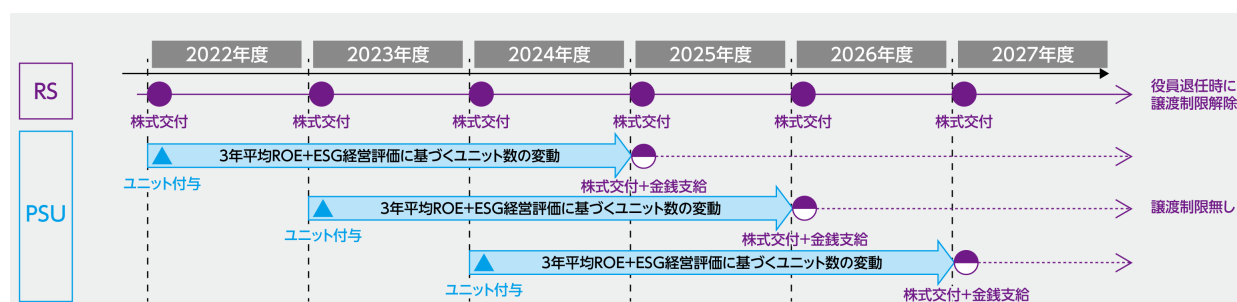 2022年度 2023年度 2024年度 2025年度 2026年度 2027年度
RS
株式交付 株式交付 株式交付 株式交付 株式交付 株式交付
役員退任時に
譲渡制限解除
PSU
3年平均ROE+ESG経営評価に基づくユニット数の変動
ユニット付与
株式交付+金銭支給
3年平均ROE+ESG経営評価に基づくユニット数の変動
譲渡制限無し
ユニット付与
株式交付+金銭支給
3年平均ROE+ESG経営評価に基づくユニット数の変動
ユニット付与
株式交付+金銭支給